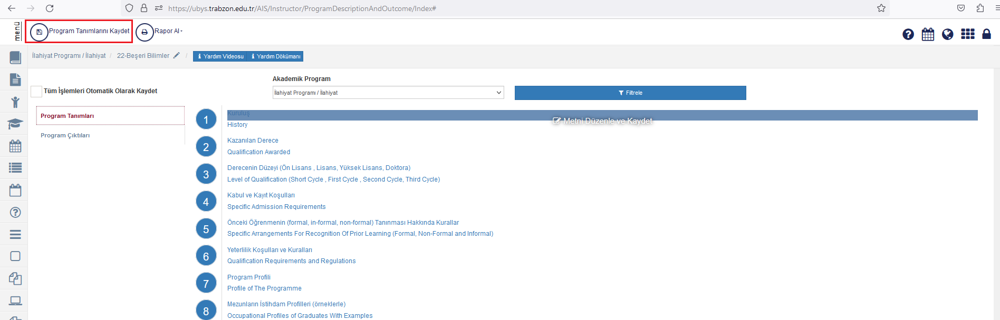 https://ubys.trabzon.edu.tr/AIS/Instructor/ProgramDescriptionAndOutcome/Index#
menü
Program Tanımlarını Kaydet
Rapor Al
İlahiyat Programı / İlahiyat / 22-Beşeri Bilimler /
Yardım Videosu
Yardım Dökümanı
Akademik Program
Tüm İşlemleri Otomatik Olarak Kaydet
İlahiyat Programı / İlahiyat
Filtrele
Program Tanımları
Program Çıktıları
1
Kuruluş
Metni Düzenle ve Kaydet
History
2
Kazanılan Derece
Qualification Awarded
3
Derecenin Düzeyi (Ön Lisans , Lisans, Yüksek Lisans, Doktora)
Level of Qualification (Short Cycle , First Cycle , Second Cycle, Third Cycle)
4
Kabul ve Kayıt Koşulları
Specific Admission Requirements
5
Önceki Öğrenmenin (formal, in-formal, non-formal) Tanınması Hakkında Kurallar
Specific Arrangements For Recognition Of Prior Learning (Formal, Non-Formal and Informal)
6
Yeterlilik Koşulları ve Kuralları
Qualification Requirements and Regulations
7
Program Profili
Profile of The Programme
8
Mezunların İstihdam Profilleri (örneklerle)
Occupational Profiles of Graduates With Examples